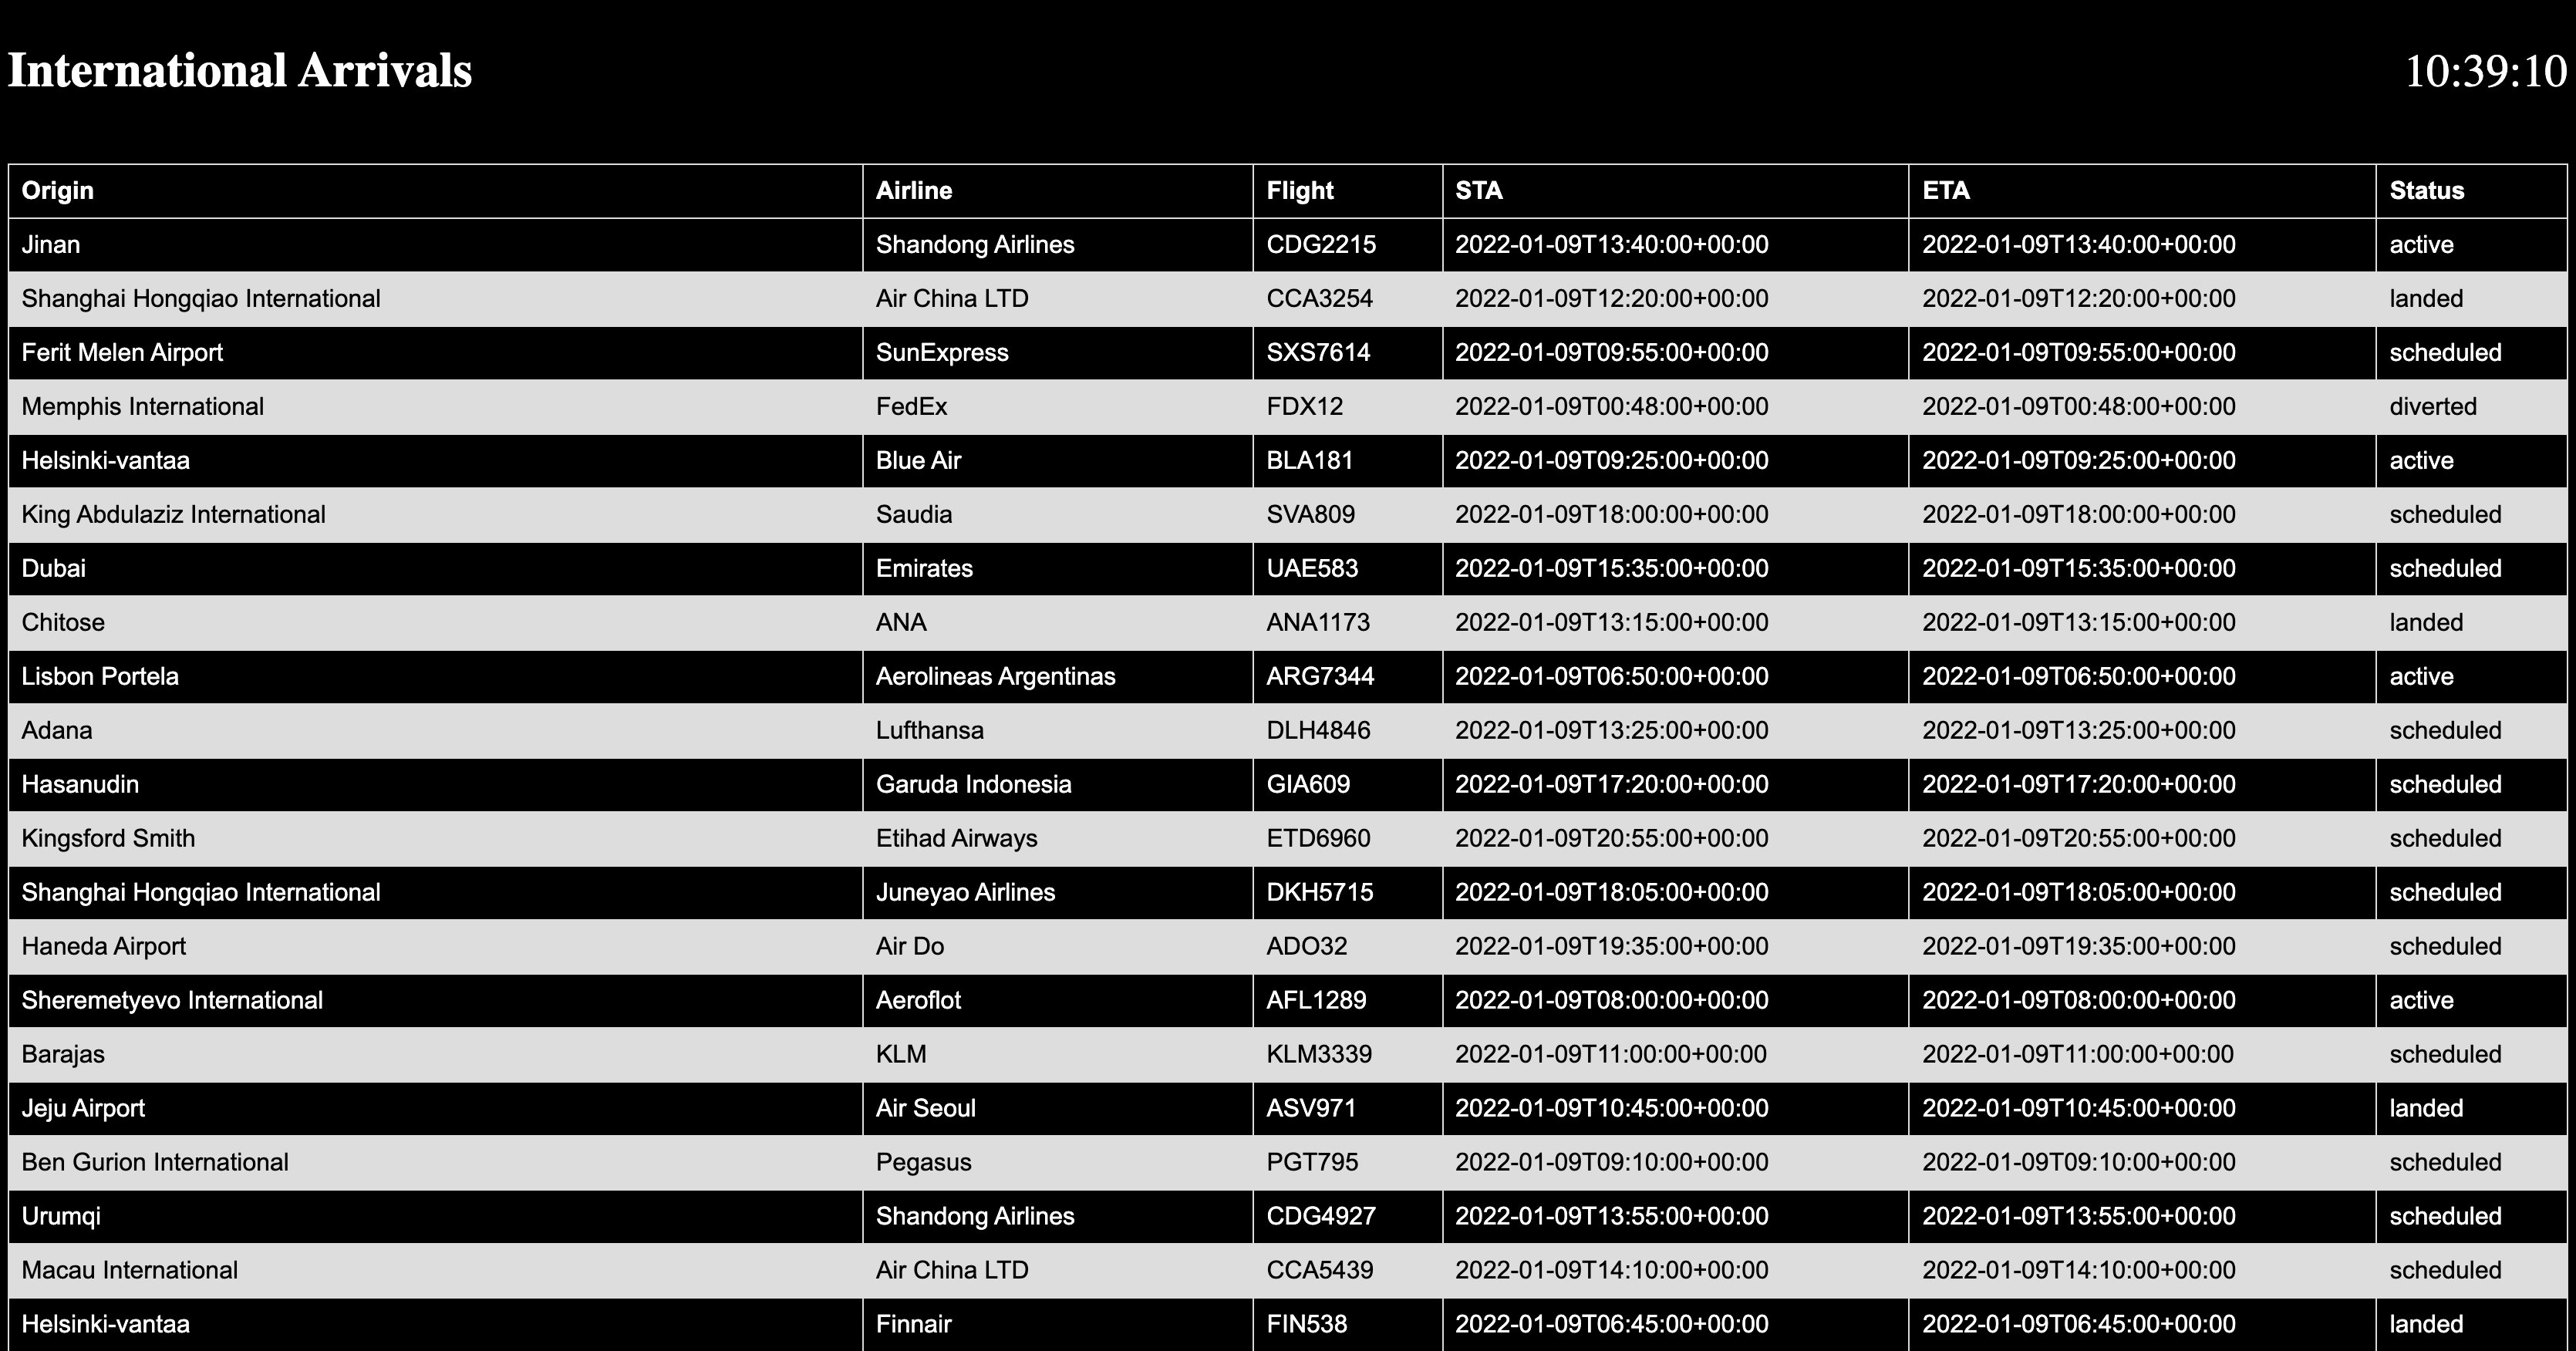 International Arrivals 10:39:10
Origin Airline Flight STA ETA Status
Jinan Shandong Airlines CDG2215 2022-01-09T13:40:00+00:00 2022-01-09T13:40:00+00:00 active
Shanghai Hongqiao International Air China LTD CCA3254 2022-01-09T12:20:00+00:00 2022-01-09T12:20:00+00:00 landed
Ferit Melen Airport SunExpress SXS7614 2022-01-09T09:55:00+00:00 2022-01-09T09:55:00+00:00 scheduled
Memphis International FedEx FDX12 2022-01-09T00:48:00+00:00 2022-01-09T00:48:00+00:00 diverted
Helsinki-vantaa Blue Air BLA181 2022-01-09T09:25:00+00:00 2022-01-09T09:25:00+00:00 active
King Abdulaziz International Saudia SVA809 2022-01-09T18:00:00+00:00 2022-01-09T18:00:00+00:00 scheduled
Dubai Emirates UAE583 2022-01-09T15:35:00+00:00 2022-01-09T15:35:00+00:00 scheduled
Chitose ANA ANA1173 2022-01-09T13:15:00+00:00 2022-01-09T13:15:00+00:00 landed
Lisbon Portela Aerolineas Argentinas ARG7344 2022-01-09T06:50:00+00:00 2022-01-09T06:50:00+00:00 active
Adana Lufthansa DLH4846 2022-01-09T13:25:00+00:00 2022-01-09T13:25:00+00:00 scheduled
Hasanudin Garuda Indonesia GIA609 2022-01-09T17:20:00+00:00 2022-01-09T17:20:00+00:00 scheduled
Kingsford Smith Etihad Airways ETD6960 2022-01-09T20:55:00+00:00 2022-01-09T20:55:00+00:00 scheduled
Shanghai Hongqiao International Juneyao Airlines DKH5715 2022-01-09T18:05:00+00:00 2022-01-09T18:05:00+00:00 scheduled
Haneda Airport Air Do ADO32 2022-01-09T19:35:00+00:00 2022-01-09T19:35:00+00:00 scheduled
Sheremetyevo International Aeroflot AFL1289 2022-01-09T08:00:00+00:00 2022-01-09T08:00:00+00:00 active
Barajas KLM KLM3339 2022-01-09T11:00:00+00:00 2022-01-09T11:00:00+00:00 scheduled
Jeju Airport Air Seoul ASV971 2022-01-09T10:45:00+00:00 2022-01-09T10:45:00+00:00 landed
Ben Gurion International Pegasus PGT795 2022-01-09T09:10:00+00:00 2022-01-09T09:10:00+00:00 scheduled
Urumqi Shandong Airlines CDG4927 2022-01-09T13:55:00+00:00 2022-01-09T13:55:00+00:00 scheduled
Macau International Air China LTD CCA5439 2022-01-09T14:10:00+00:00 2022-01-09T14:10:00+00:00 scheduled
Helsinki-vantaa Finnair FIN538 2022-01-09T06:45:00+00:00 2022-01-09T06:45:00+00:00 landed